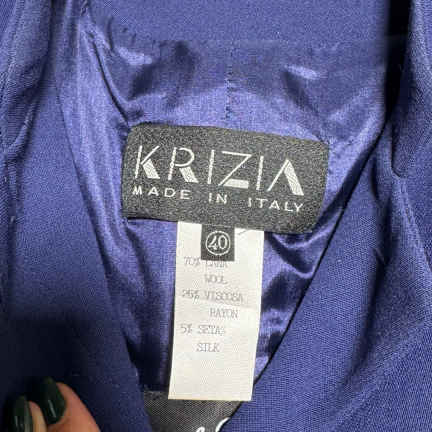 KRIZIA
MADE IN ITALY
40
70% LANA
WOOL
25% VISCOSA
RAYON
5% SETA
SILK